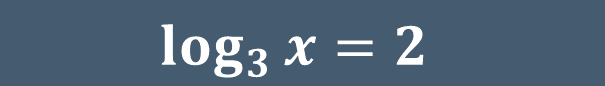 log₃ x = 2